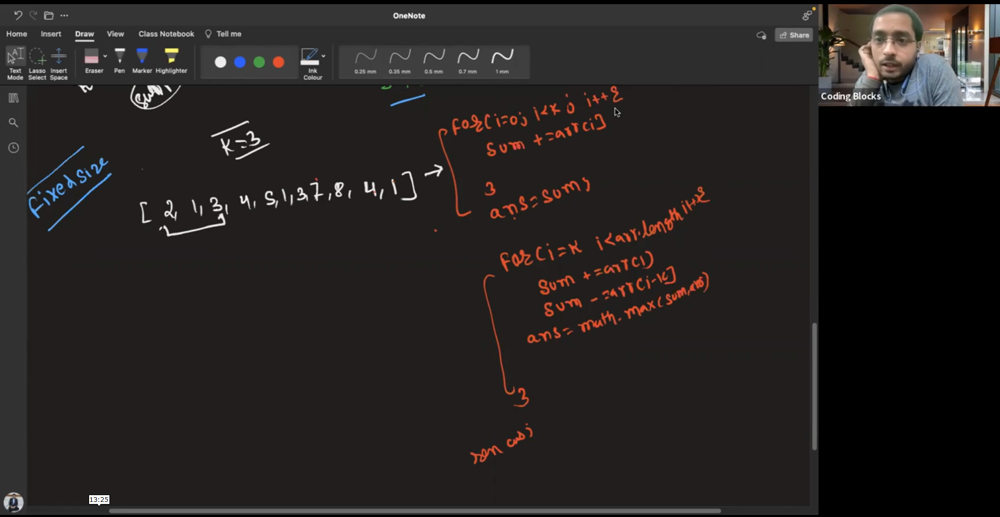 OneNote
Home Insert Draw View Class Notebook Tell me
Share
Text Mode
Lasso Select
Insert Space
Eraser
Pen
Marker
Highlighter
Ink Colour
0.25 mm 0.35 mm 0.5 mm 0.7 mm 1 mm
Coding Blocks
K=3
Fixed size
[ 2, 1, 3, 4, 5, 1, 3, 7, 8, 4, 1 ] →
for(i=0; i<K; i++{
sum +=arr[i]
}
ans=sum;
for(i=K i<arr.length i++{
sum +=arr(i)
sum -=arr[i-K]
ans= math.max(sum,ans)
}
ans;
13:25